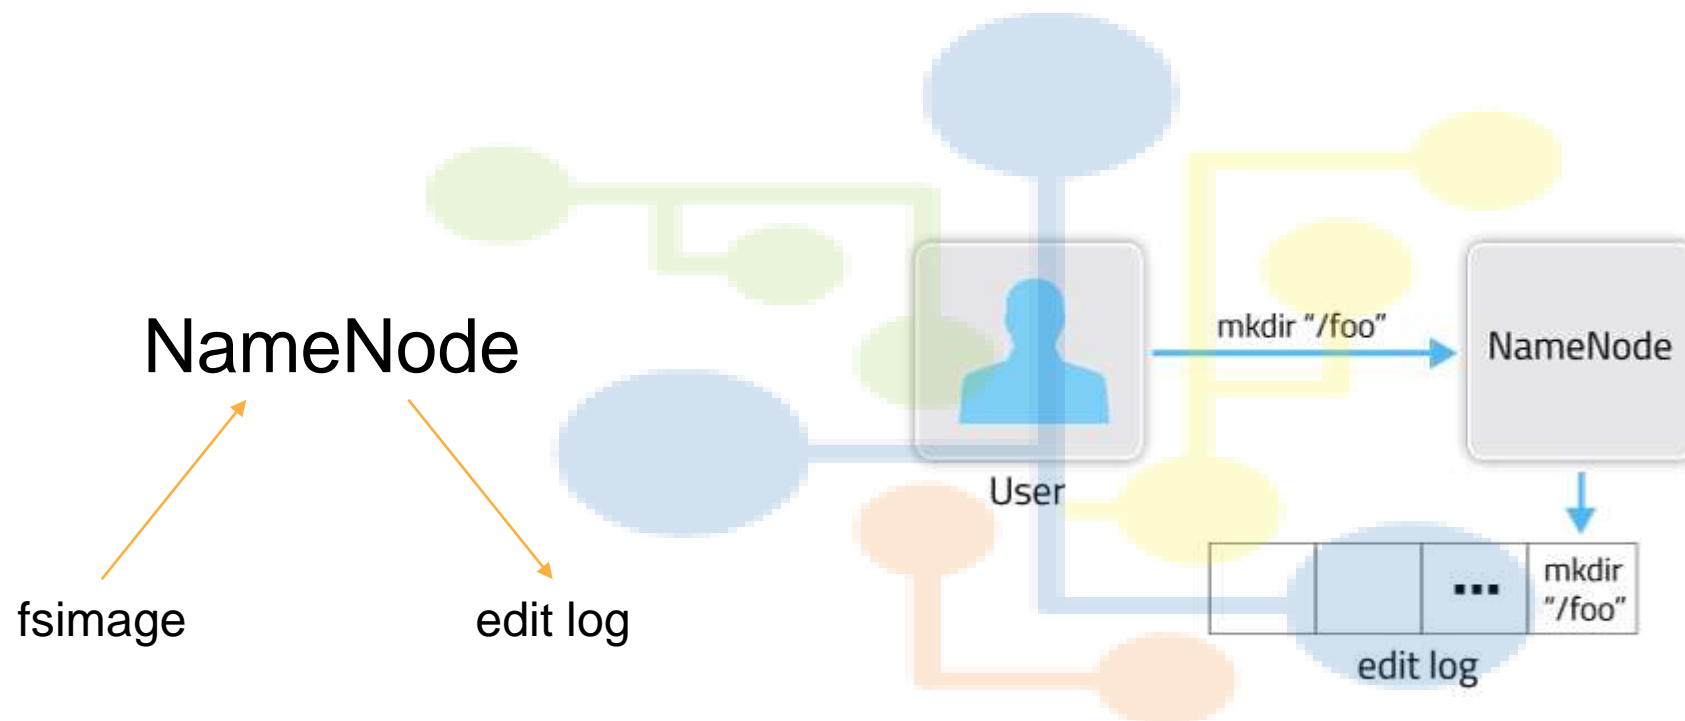 NameNode
fsimage
edit log
mkdir "/foo"
NameNode
User
...
mkdir
"/foo"
edit log